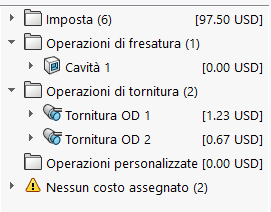 Imposta (6) [97.50 USD]
Operazioni di fresatura (1)
Cavità 1 [0.00 USD]
Operazioni di tornitura (2)
Tornitura OD 1 [1.23 USD]
Tornitura OD 2 [0.67 USD]
Operazioni personalizzate [0.00 USD]
Nessun costo assegnato (2)